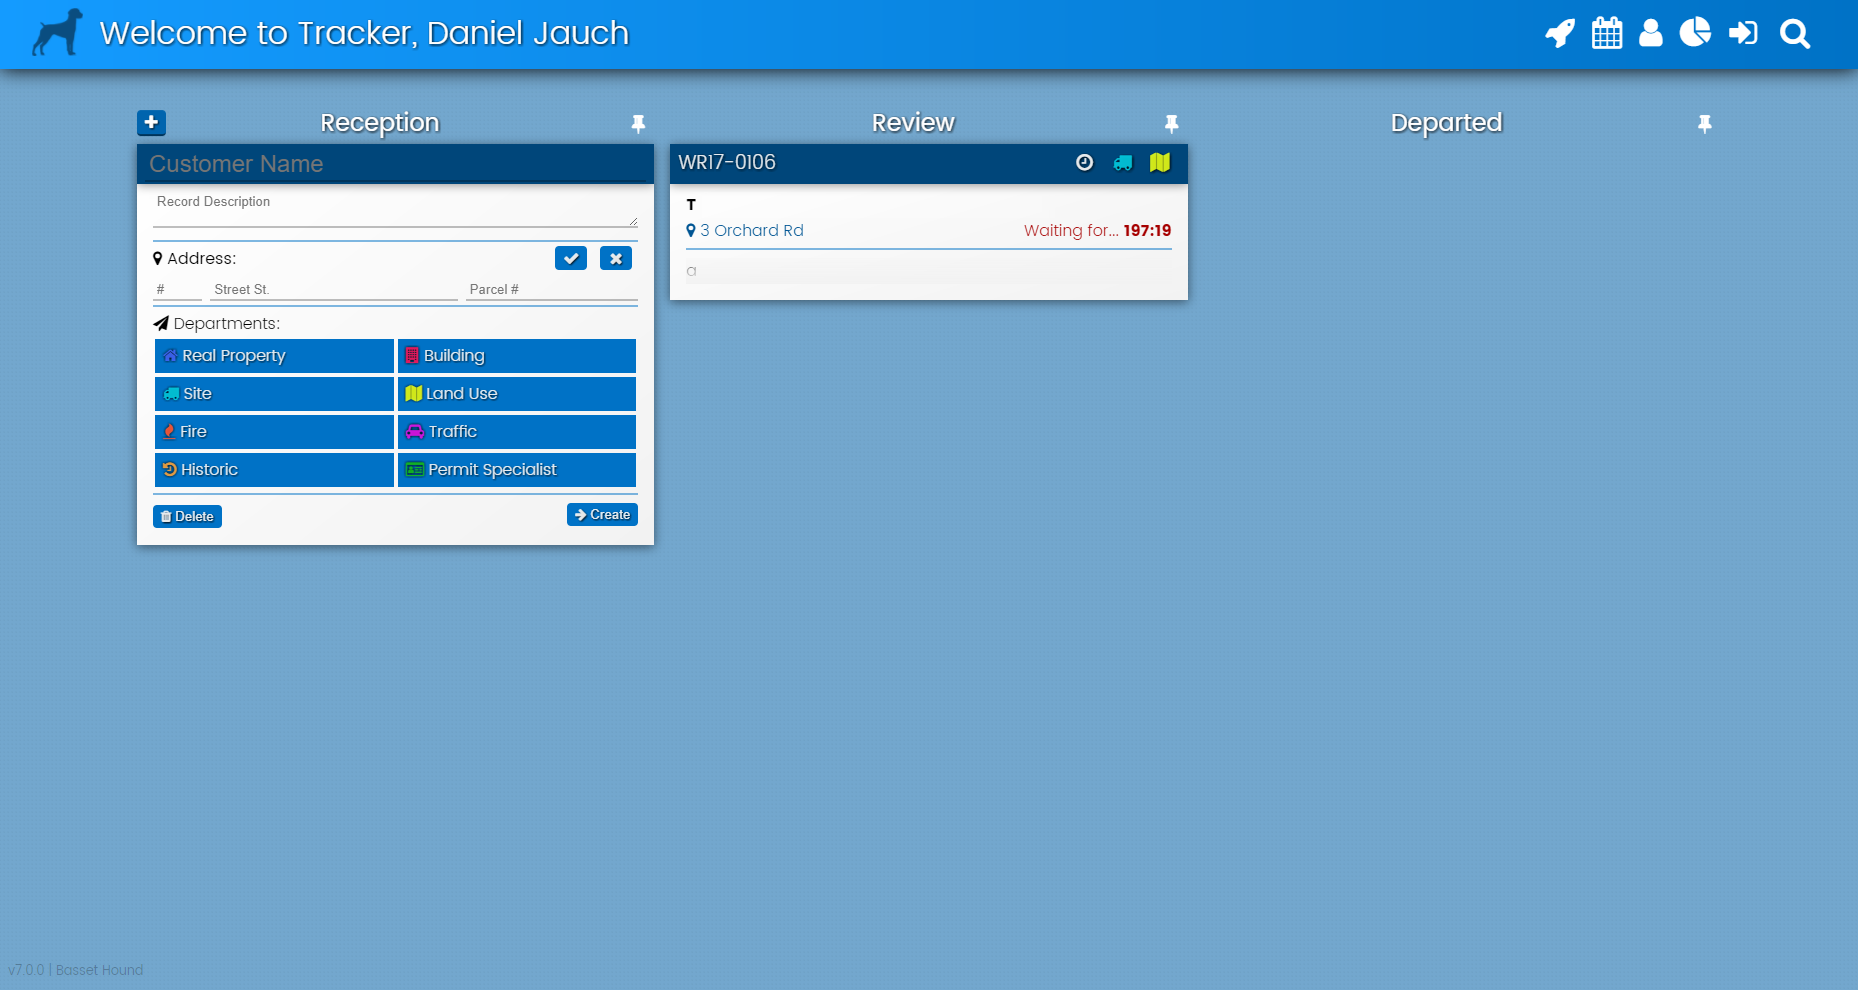 Welcome to Tracker, Daniel Jauch
Reception
Customer Name
Record Description
Address:
# Street St. Parcel #
Departments:
Real Property Building
Site Land Use
Fire Traffic
Historic Permit Specialist
Delete Create
Review
WR17-0106
T
3 Orchard Rd Waiting for... 197:19
a
Departed
v7.0.0 | Basset Hound